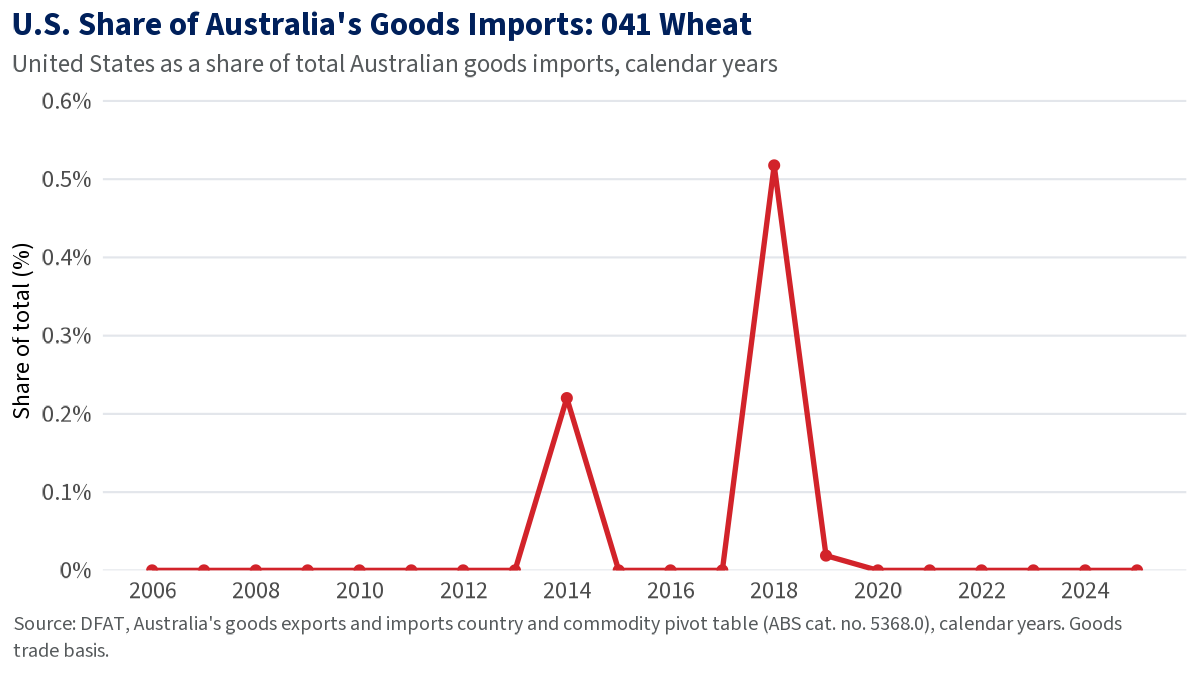 U.S. Share of Australia's Goods Imports: 041 Wheat
United States as a share of total Australian goods imports, calendar years
Share of total (%)
0.6%
0.5%
0.4%
0.3%
0.2%
0.1%
0%
2006 2008 2010 2012 2014 2016 2018 2020 2022 2024
Source: DFAT, Australia's goods exports and imports country and commodity pivot table (ABS cat. no. 5368.0), calendar years. Goods
trade basis.